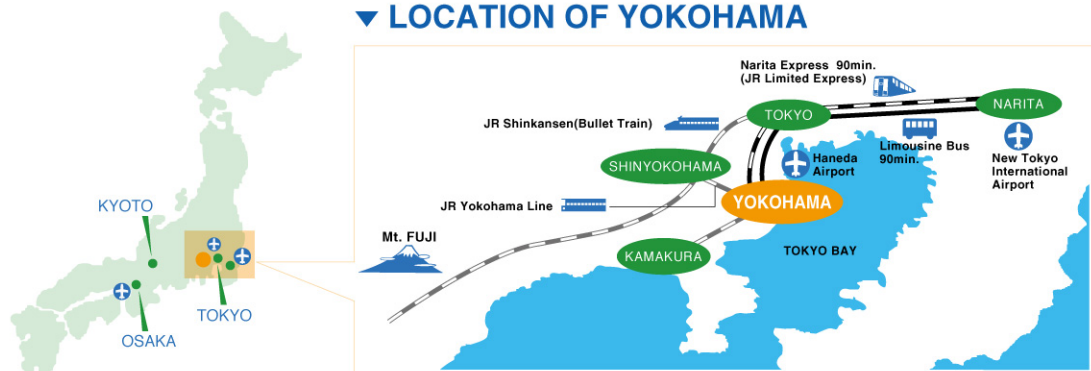 ▼ LOCATION OF YOKOHAMA
KYOTO
OSAKA
TOKYO
Narita Express 90min.
(JR Limited Express)
TOKYO
NARITA
JR Shinkansen(Bullet Train)
Limousine Bus
90min.
New Tokyo
International
Airport
Haneda
Airport
SHINYOKOHAMA
YOKOHAMA
JR Yokohama Line
Mt. FUJI
KAMAKURA
TOKYO BAY